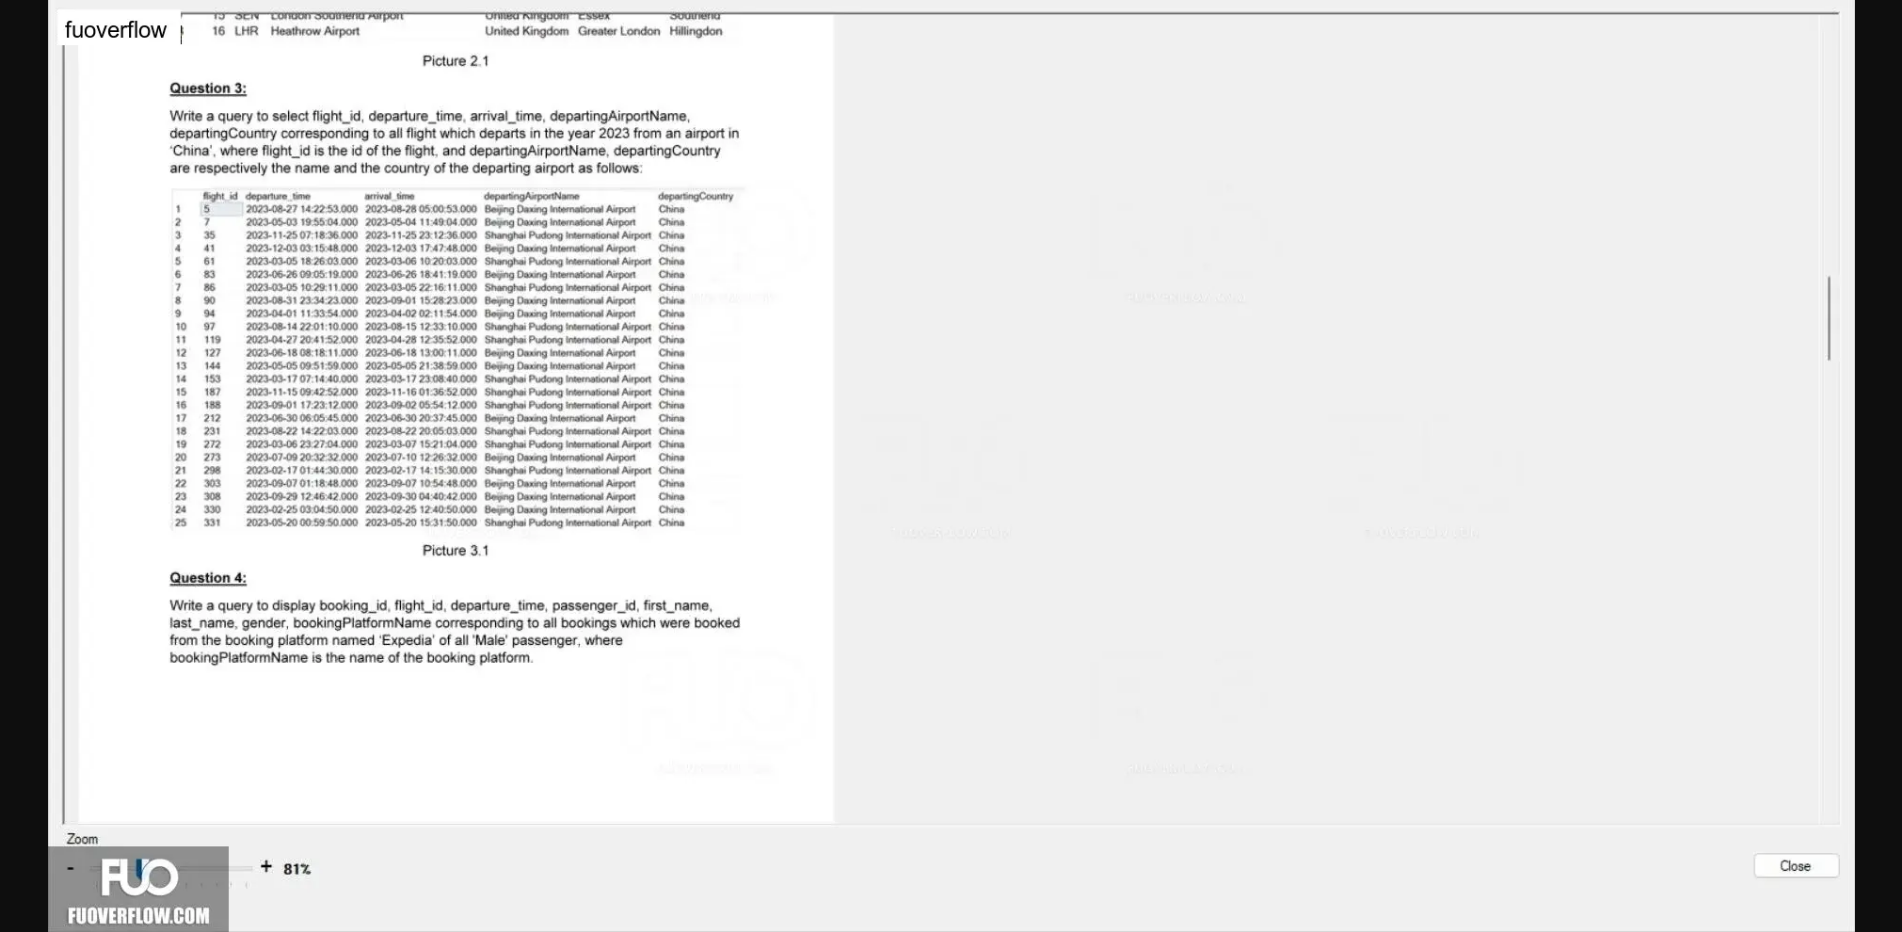 fuoverflow
15 SEN London Southend Airport United Kingdom Essex Southend
16 LHR Heathrow Airport United Kingdom Greater London Hillingdon
Picture 2.1
Question 3:
Write a query to select flight_id, departure_time, arrival_time, departingAirportName,
departingCountry corresponding to all flight which departs in the year 2023 from an airport in
‘China’, where flight_id is the id of the flight, and departingAirportName, departingCountry
are respectively the name and the country of the departing airport as follows:
flight_id departure_time arrival_time departingAirportName departingCountry
1 5 2023-08-27 14:22:53.000 2023-08-28 05:00:53.000 Beijing Daxing International Airport China
2 7 2023-05-03 19:55:04.000 2023-05-04 11:49:04.000 Beijing Daxing International Airport China
3 35 2023-11-25 07:18:36.000 2023-11-25 23:12:36.000 Shanghai Pudong International Airport China
4 41 2023-12-03 03:15:48.000 2023-12-03 17:47:48.000 Beijing Daxing International Airport China
5 61 2023-03-05 18:26:03.000 2023-03-06 10:20:03.000 Shanghai Pudong International Airport China
6 83 2023-06-26 09:05:19.000 2023-06-26 18:41:19.000 Beijing Daxing International Airport China
7 86 2023-03-05 10:29:11.000 2023-03-05 22:16:11.000 Shanghai Pudong International Airport China
8 90 2023-08-31 23:34:23.000 2023-09-01 15:28:23.000 Beijing Daxing International Airport China
9 94 2023-04-01 11:33:54.000 2023-04-02 02:11:54.000 Beijing Daxing International Airport China
10 97 2023-08-14 22:01:10.000 2023-08-15 12:33:10.000 Shanghai Pudong International Airport China
11 119 2023-04-27 20:41:52.000 2023-04-28 12:35:52.000 Shanghai Pudong International Airport China
12 127 2023-06-18 08:18:11.000 2023-06-18 13:00:11.000 Beijing Daxing International Airport China
13 144 2023-05-05 09:51:59.000 2023-05-05 21:38:59.000 Beijing Daxing International Airport China
14 153 2023-03-17 07:14:40.000 2023-03-17 23:08:40.000 Shanghai Pudong International Airport China
15 187 2023-11-15 09:42:52.000 2023-11-16 01:36:52.000 Shanghai Pudong International Airport China
16 188 2023-09-01 17:23:12.000 2023-09-02 05:54:12.000 Shanghai Pudong International Airport China
17 212 2023-06-30 06:05:45.000 2023-06-30 20:37:45.000 Beijing Daxing International Airport China
18 231 2023-08-22 14:22:03.000 2023-08-22 20:05:03.000 Shanghai Pudong International Airport China
19 272 2023-03-06 23:27:04.000 2023-03-07 15:21:04.000 Shanghai Pudong International Airport China
20 273 2023-07-09 20:32:32.000 2023-07-10 12:26:32.000 Beijing Daxing International Airport China
21 298 2023-02-17 01:44:30.000 2023-02-17 14:15:30.000 Shanghai Pudong International Airport China
22 303 2023-09-07 01:18:48.000 2023-09-07 10:54:48.000 Beijing Daxing International Airport China
23 308 2023-09-29 12:46:42.000 2023-09-30 04:40:42.000 Beijing Daxing International Airport China
24 330 2023-02-25 03:04:50.000 2023-02-25 12:40:50.000 Beijing Daxing International Airport China
25 331 2023-05-20 00:59:50.000 2023-05-20 15:31:50.000 Shanghai Pudong International Airport China
Picture 3.1
Question 4:
Write a query to display booking_id, flight_id, departure_time, passenger_id, first_name,
last_name, gender, bookingPlatformName corresponding to all bookings which were booked
from the booking platform named ‘Expedia’ of all 'Male' passenger, where
bookingPlatformName is the name of the booking platform.
Zoom
- + 81%
Close
FUO
FUOVERFLOW.COM